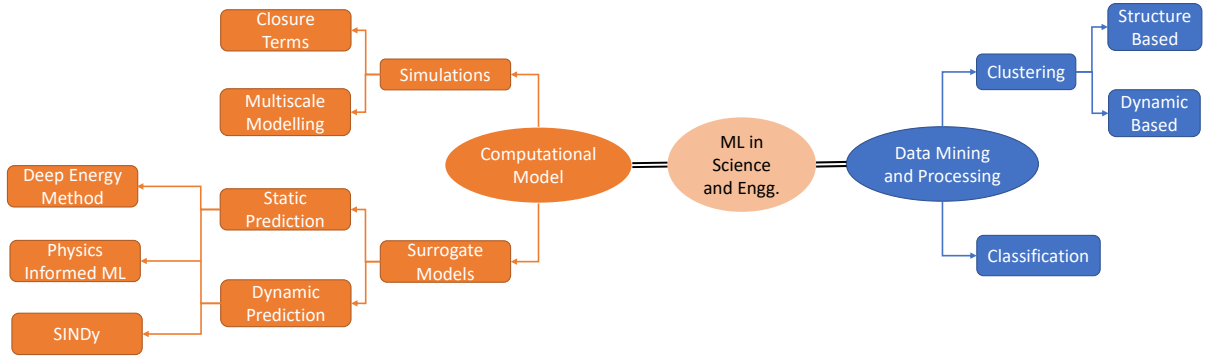 Closure
Terms
Simulations
Multiscale
Modelling
Computational
Model
Deep Energy
Method
Static
Prediction
Physics
Informed ML
Surrogate
Models
Dynamic
Prediction
SINDy
ML in
Science
and Engg.
Data Mining
and Processing
Clustering
Structure
Based
Dynamic
Based
Classification